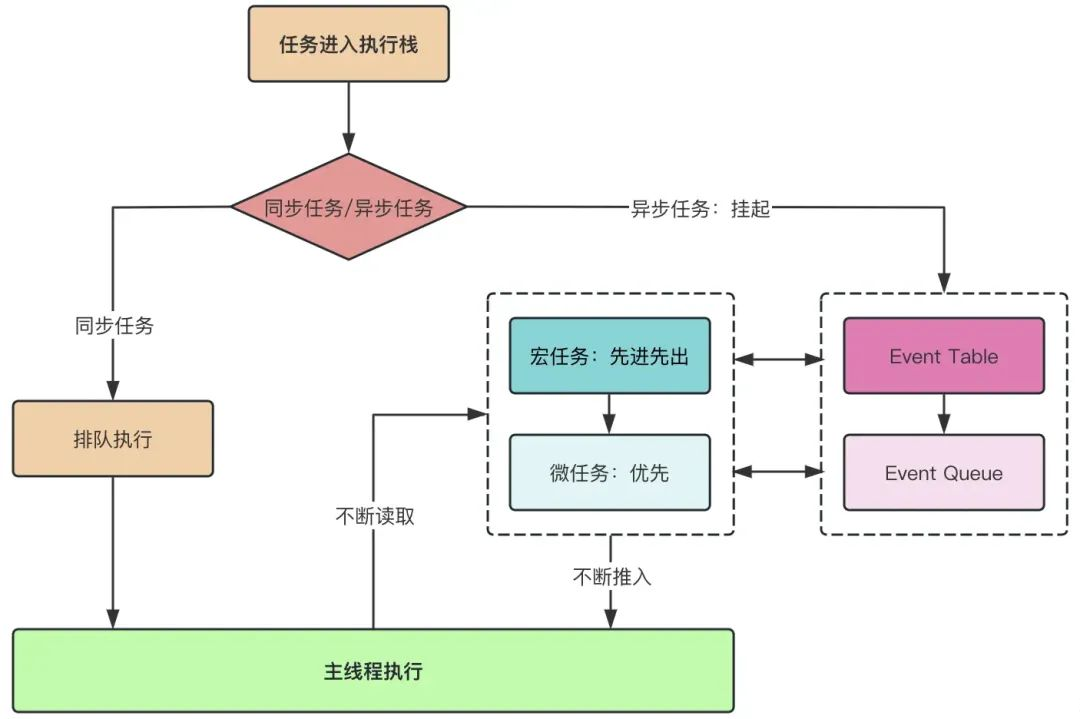 任务进入执行栈
同步任务/异步任务
异步任务：挂起
同步任务
宏任务：先进先出
Event Table
排队执行
微任务：优先
Event Queue
不断读取
不断推入
主线程执行